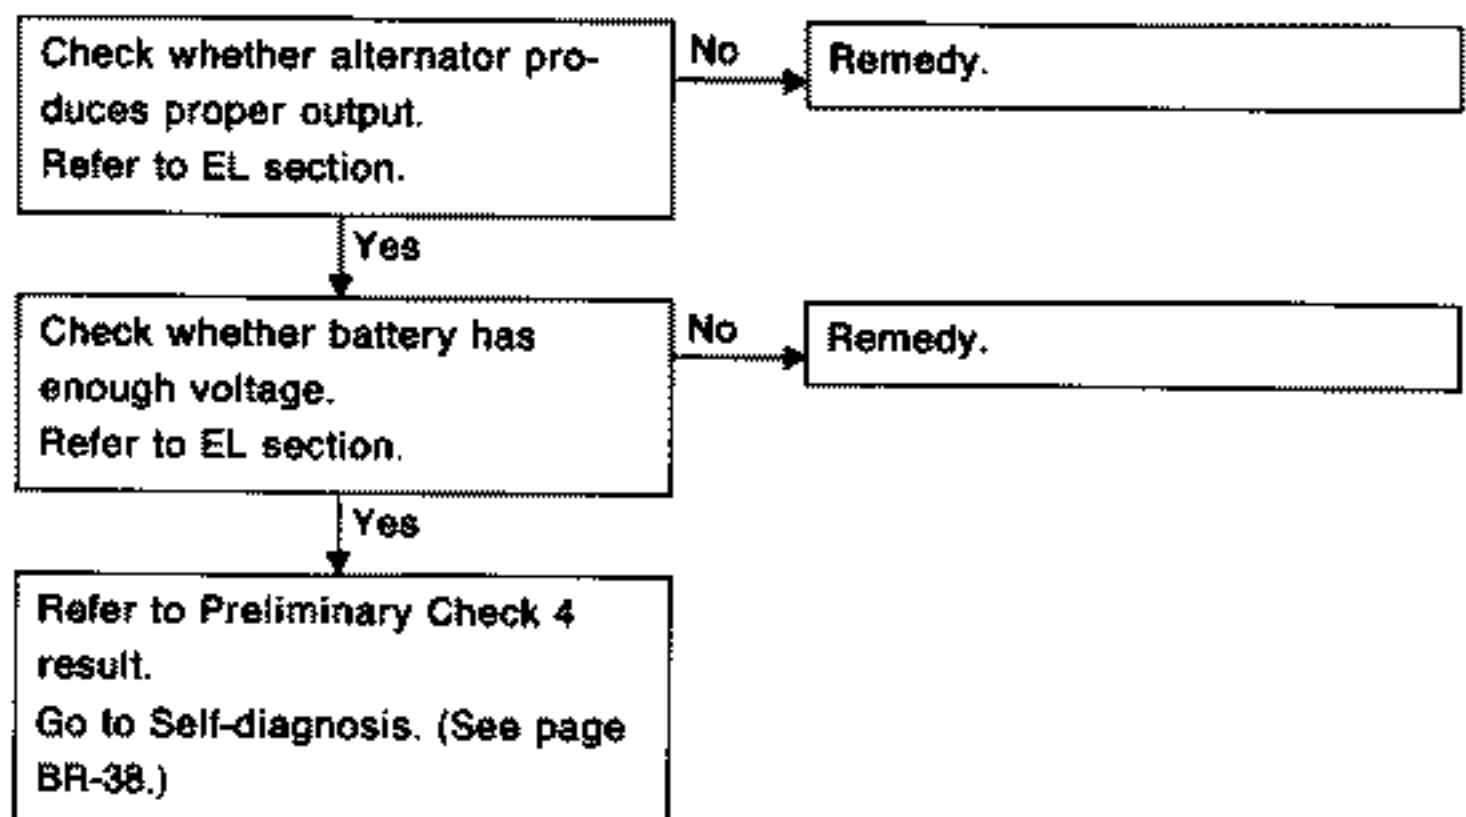 Check whether alternator pro-
duces proper output.
Refer to EL section.
No
Remedy.
Yes
Check whether battery has
enough voltage.
Refer to EL section.
No
Remedy.
Yes
Refer to Preliminary Check 4
result.
Go to Self-diagnosis. (See page
BR-38.)